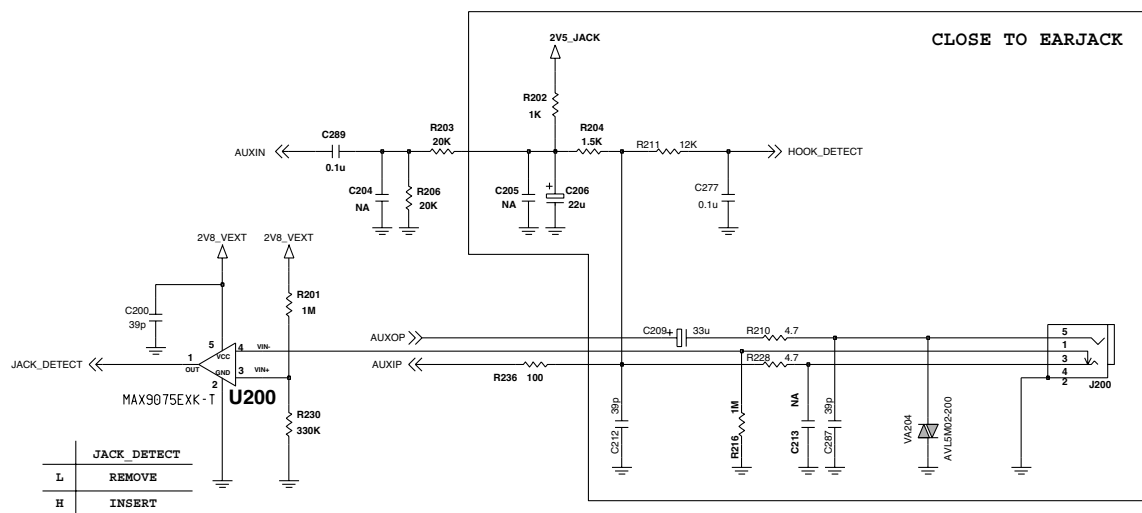 CLOSE TO EARJACK
2V5_JACK
R202
1K
C289
0.1u
R203
20K
R204
1.5K
R211
12K
AUXIN
HOOK_DETECT
C204
NA
R206
20K
C205
NA
+
C206
22u
C277
0.1u
2V8_VEXT
2V8_VEXT
R201
1M
C200
39p
AUXOP
C209
+
33u
R210
4.7
5
1
3
4
2
J200
JACK_DETECT
1
OUT
5
VCC
4
VIN-
GND
3
VIN+
2
U200
MAX9075EXK-T
AUXIP
R236
100
R228
4.7
R230
330K
C212
39p
R216
1M
C213
NA
C287
39p
VA204
AVL5M02-200
JACK_DETECT
L REMOVE
H INSERT